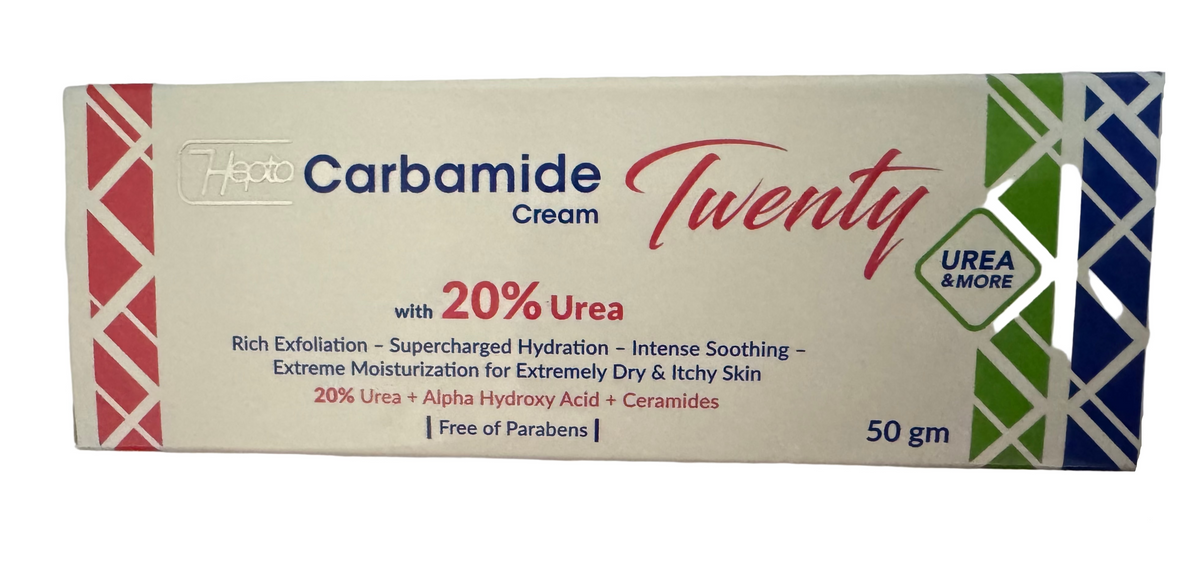 Hepto
Carbamide Twenty
Cream
UREA
&MORE
with 20% Urea
Rich Exfoliation – Supercharged Hydration – Intense Soothing –
Extreme Moisturization for Extremely Dry & Itchy Skin
20% Urea + Alpha Hydroxy Acid + Ceramides
| Free of Parabens |
50 gm